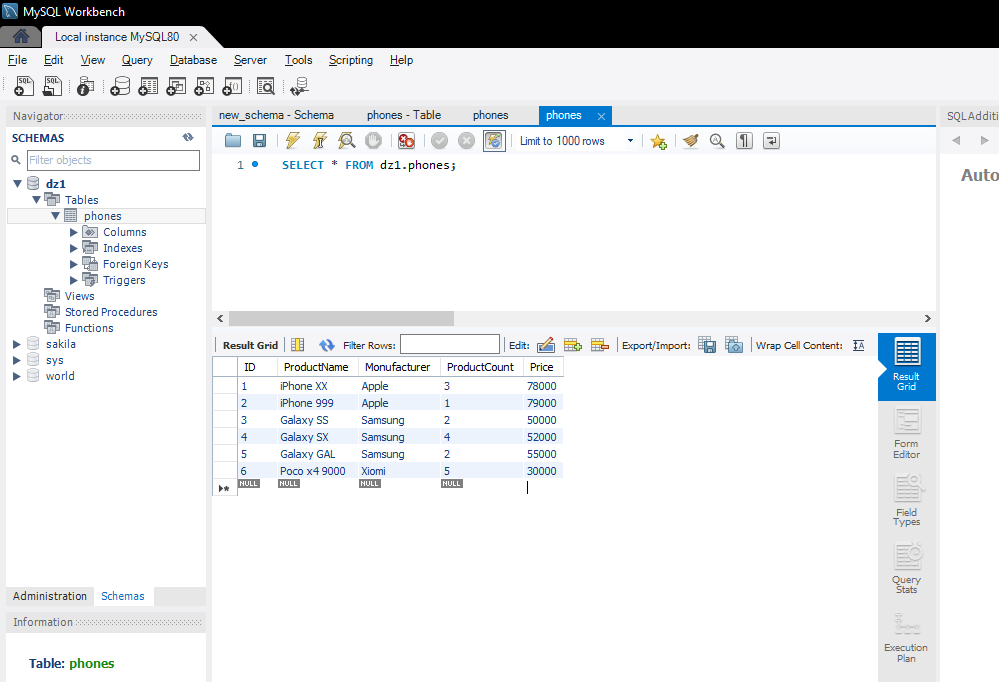 MySQL Workbench
Local instance MySQL80
File Edit View Query Database Server Tools Scripting Help
Navigator
SCHEMAS
Filter objects
dz1
Tables
phones
Columns
Indexes
Foreign Keys
Triggers
Views
Stored Procedures
Functions
sakila
sys
world
Administration Schemas
Information
Table: phones
new_schema - Schema phones - Table phones phones
Limit to 1000 rows
1 SELECT * FROM dz1.phones;
Result Grid Filter Rows: Edit: Export/Import: Wrap Cell Content:
ID ProductName Monufacturer ProductCount Price
1 iPhone XX Apple 3 78000
2 iPhone 999 Apple 1 79000
3 Galaxy SS Samsung 2 50000
4 Galaxy SX Samsung 4 52000
5 Galaxy GAL Samsung 2 55000
6 Poco x4 9000 Xiomi 5 30000
NULL NULL NULL NULL
Result
Grid
Form
Editor
Field
Types
Query
Stats
Execution
Plan
SQL Additi
Auto